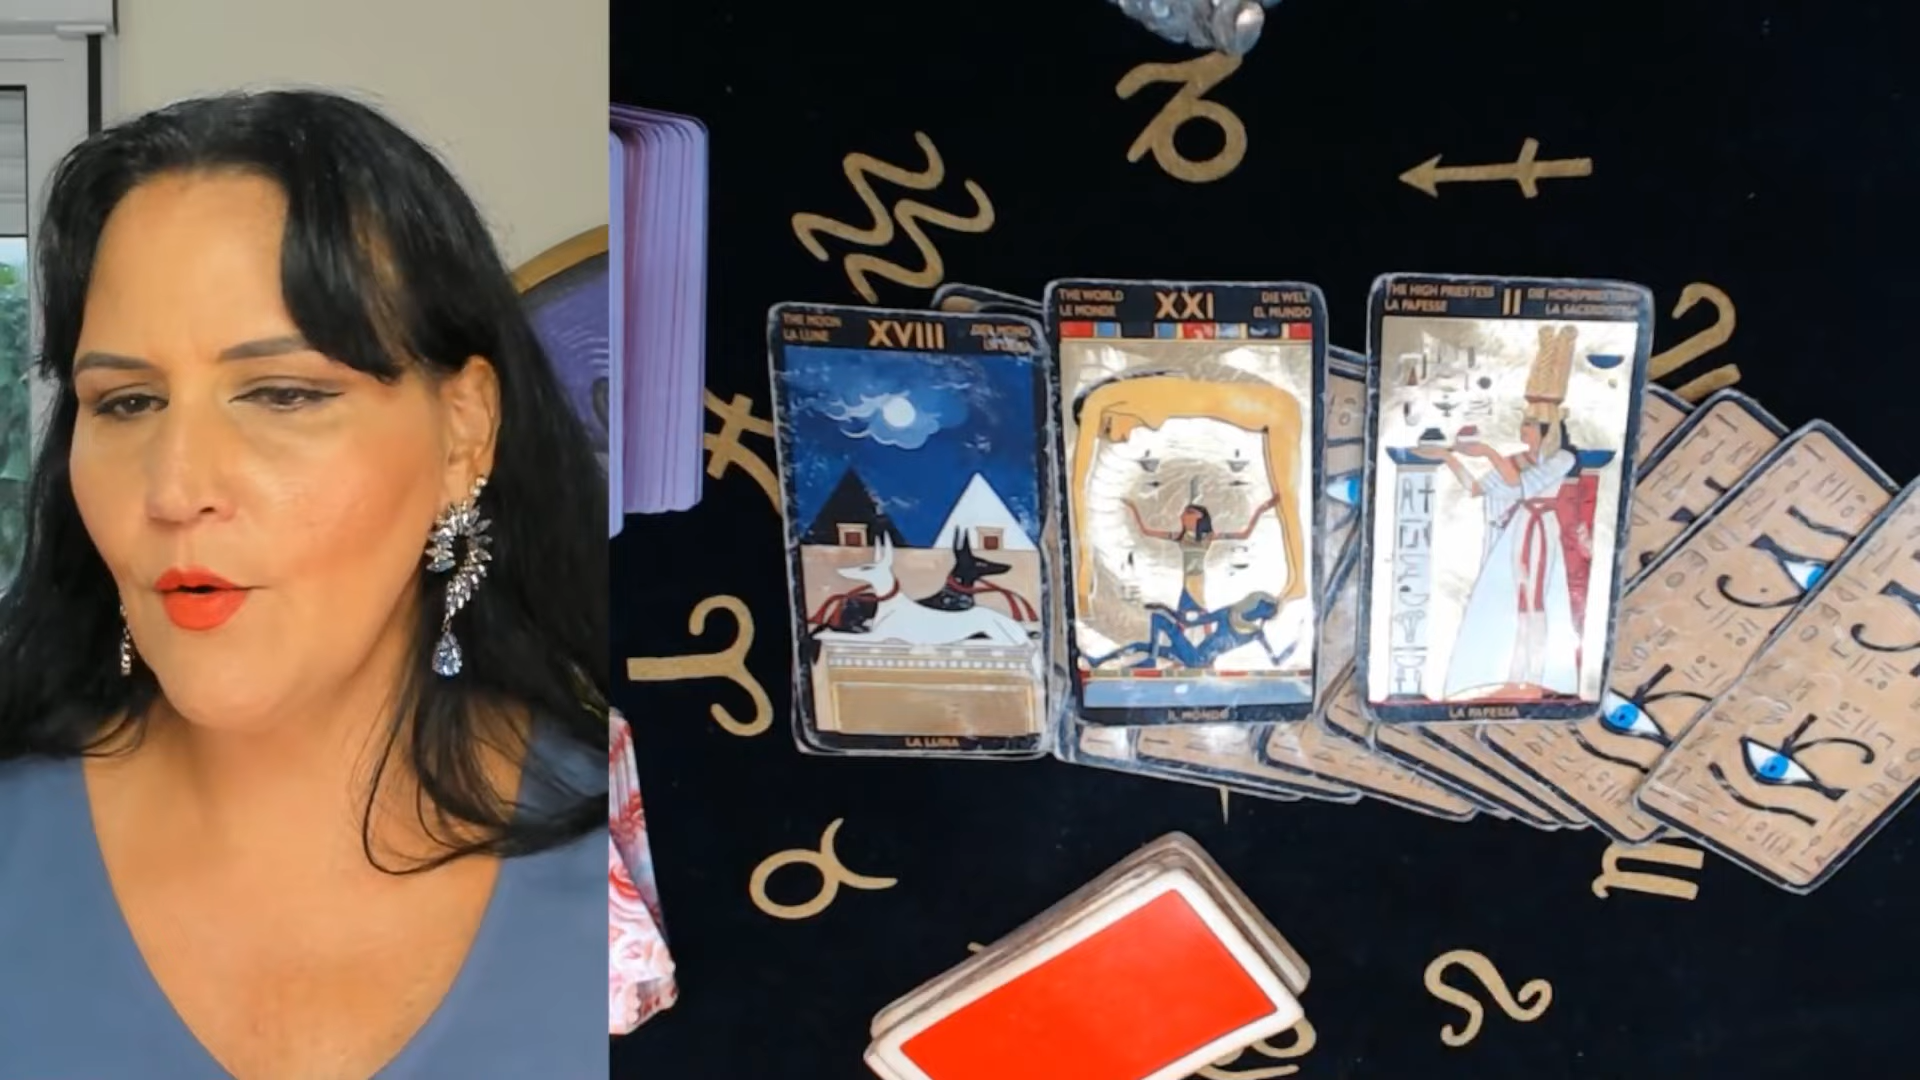 THE MOON
LA LUNE
XVIII
DER MOND
LA LUNA
THE WORLD
LE MONDE
XXI
DIE WELT
EL MUNDO
IL MONDO
THE HIGH PRIESTESS
LA PAPESSE
II
LA SACERDOTISA
LA PAPESSA